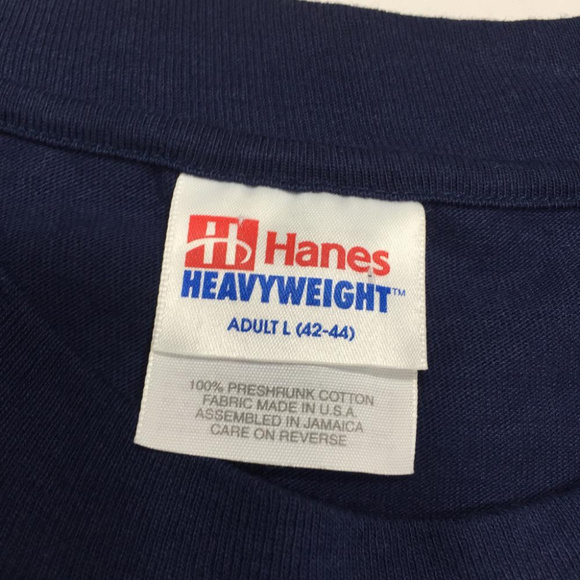 Hanes
HEAVYWEIGHT™
ADULT L (42-44)
100% PRESHRUNK COTTON
FABRIC MADE IN U.S.A.
ASSEMBLED IN JAMAICA
CARE ON REVERSE